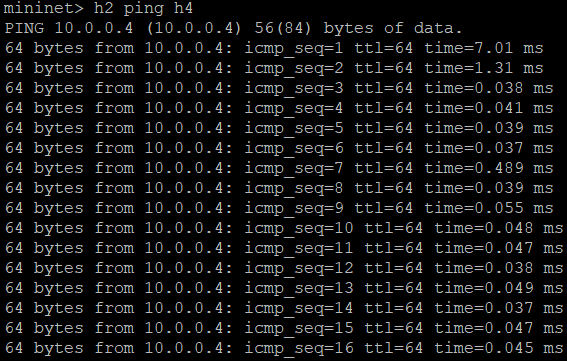 mininet> h2 ping h4
PING 10.0.0.4 (10.0.0.4) 56(84) bytes of data.
64 bytes from 10.0.0.4: icmp_seq=1 ttl=64 time=7.01 ms
64 bytes from 10.0.0.4: icmp_seq=2 ttl=64 time=1.31 ms
64 bytes from 10.0.0.4: icmp_seq=3 ttl=64 time=0.038 ms
64 bytes from 10.0.0.4: icmp_seq=4 ttl=64 time=0.041 ms
64 bytes from 10.0.0.4: icmp_seq=5 ttl=64 time=0.039 ms
64 bytes from 10.0.0.4: icmp_seq=6 ttl=64 time=0.037 ms
64 bytes from 10.0.0.4: icmp_seq=7 ttl=64 time=0.489 ms
64 bytes from 10.0.0.4: icmp_seq=8 ttl=64 time=0.039 ms
64 bytes from 10.0.0.4: icmp_seq=9 ttl=64 time=0.055 ms
64 bytes from 10.0.0.4: icmp_seq=10 ttl=64 time=0.048 ms
64 bytes from 10.0.0.4: icmp_seq=11 ttl=64 time=0.047 ms
64 bytes from 10.0.0.4: icmp_seq=12 ttl=64 time=0.038 ms
64 bytes from 10.0.0.4: icmp_seq=13 ttl=64 time=0.049 ms
64 bytes from 10.0.0.4: icmp_seq=14 ttl=64 time=0.037 ms
64 bytes from 10.0.0.4: icmp_seq=15 ttl=64 time=0.047 ms
64 bytes from 10.0.0.4: icmp_seq=16 ttl=64 time=0.045 ms